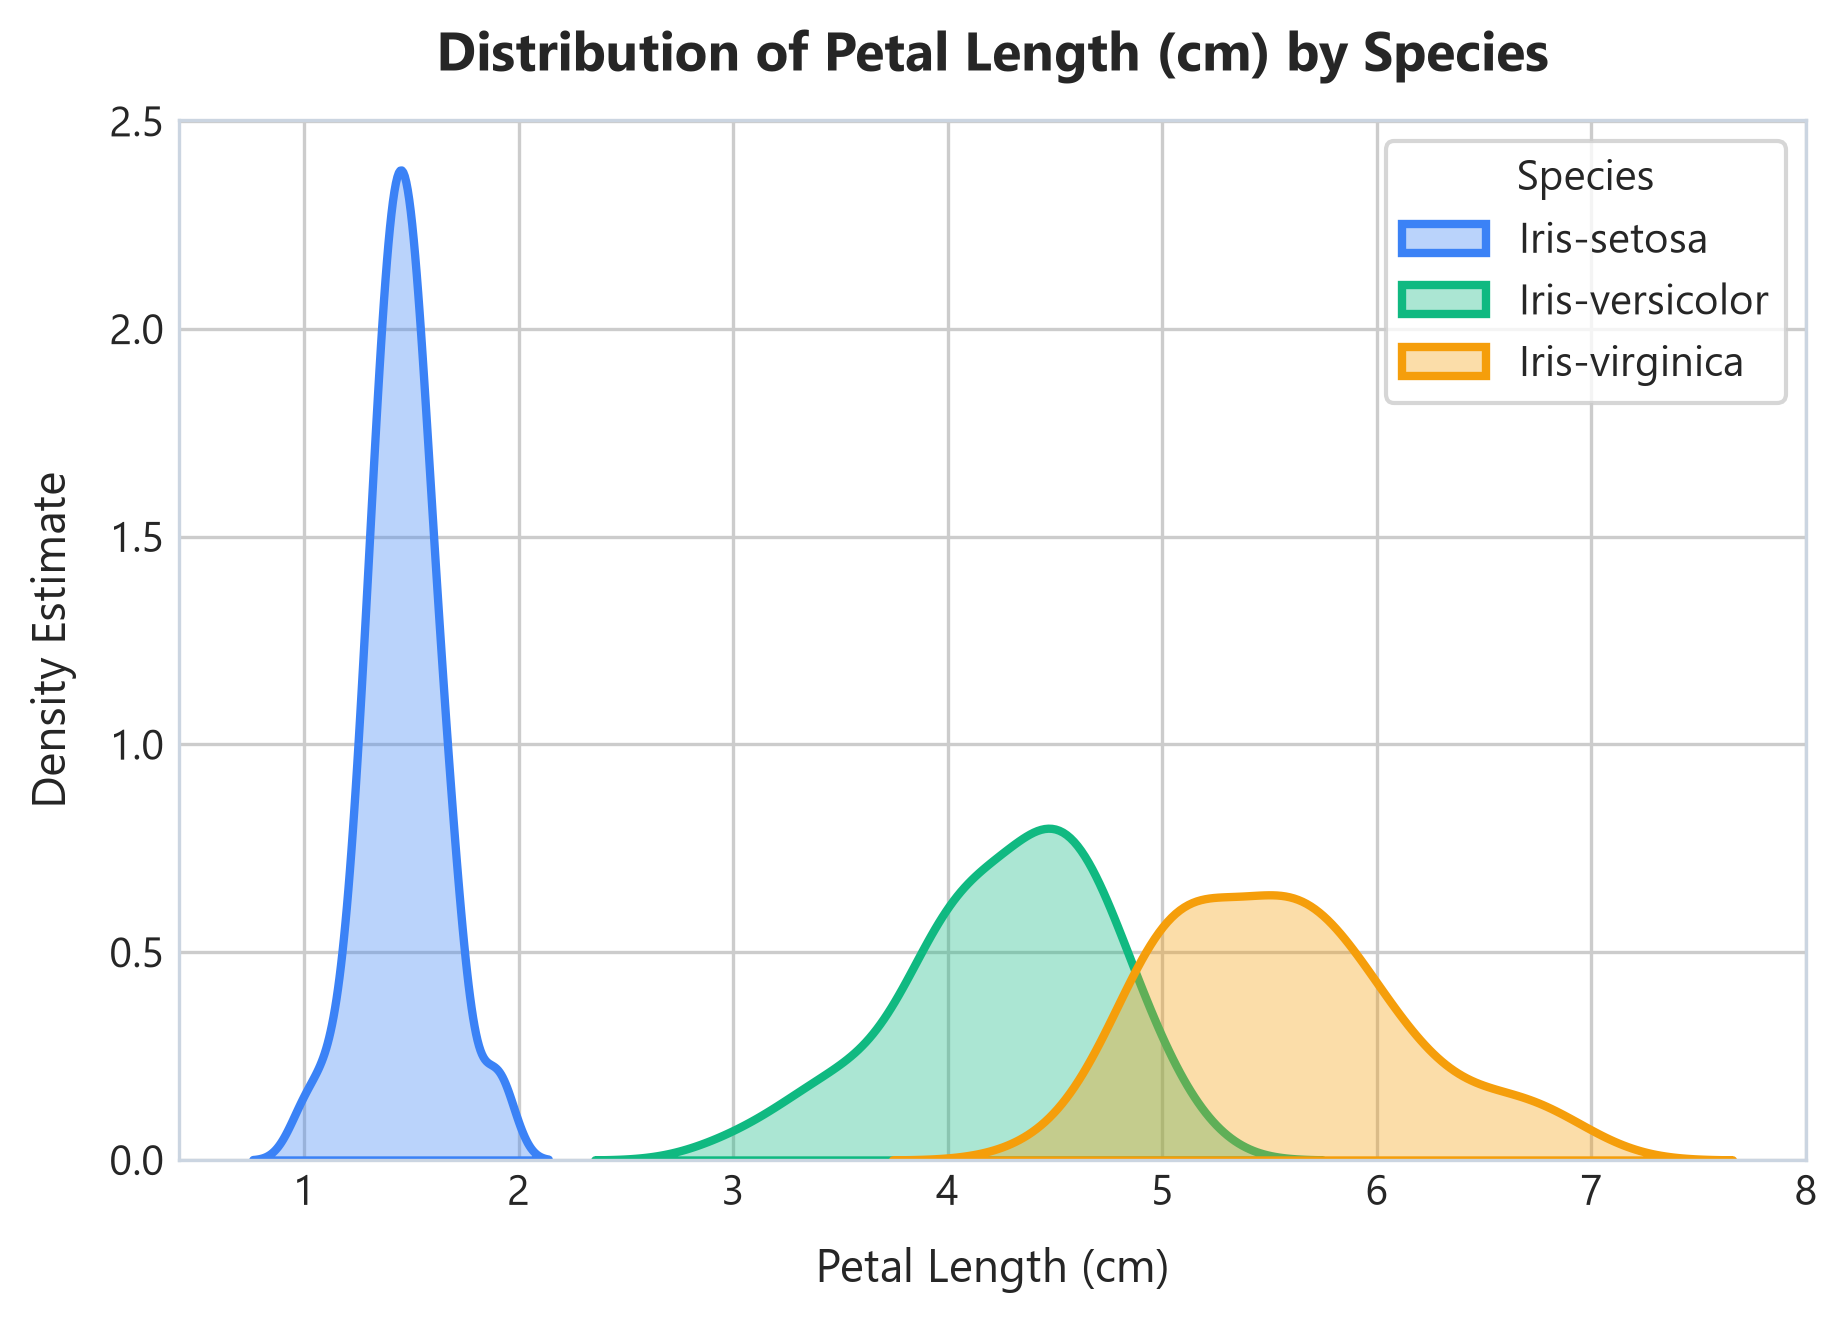 Distribution of Petal Length (cm) by Species
2.5
2.0
1.5
1.0
0.5
0.0
Density Estimate
Species
Iris-setosa
Iris-versicolor
Iris-virginica
1 2 3 4 5 6 7 8
Petal Length (cm)